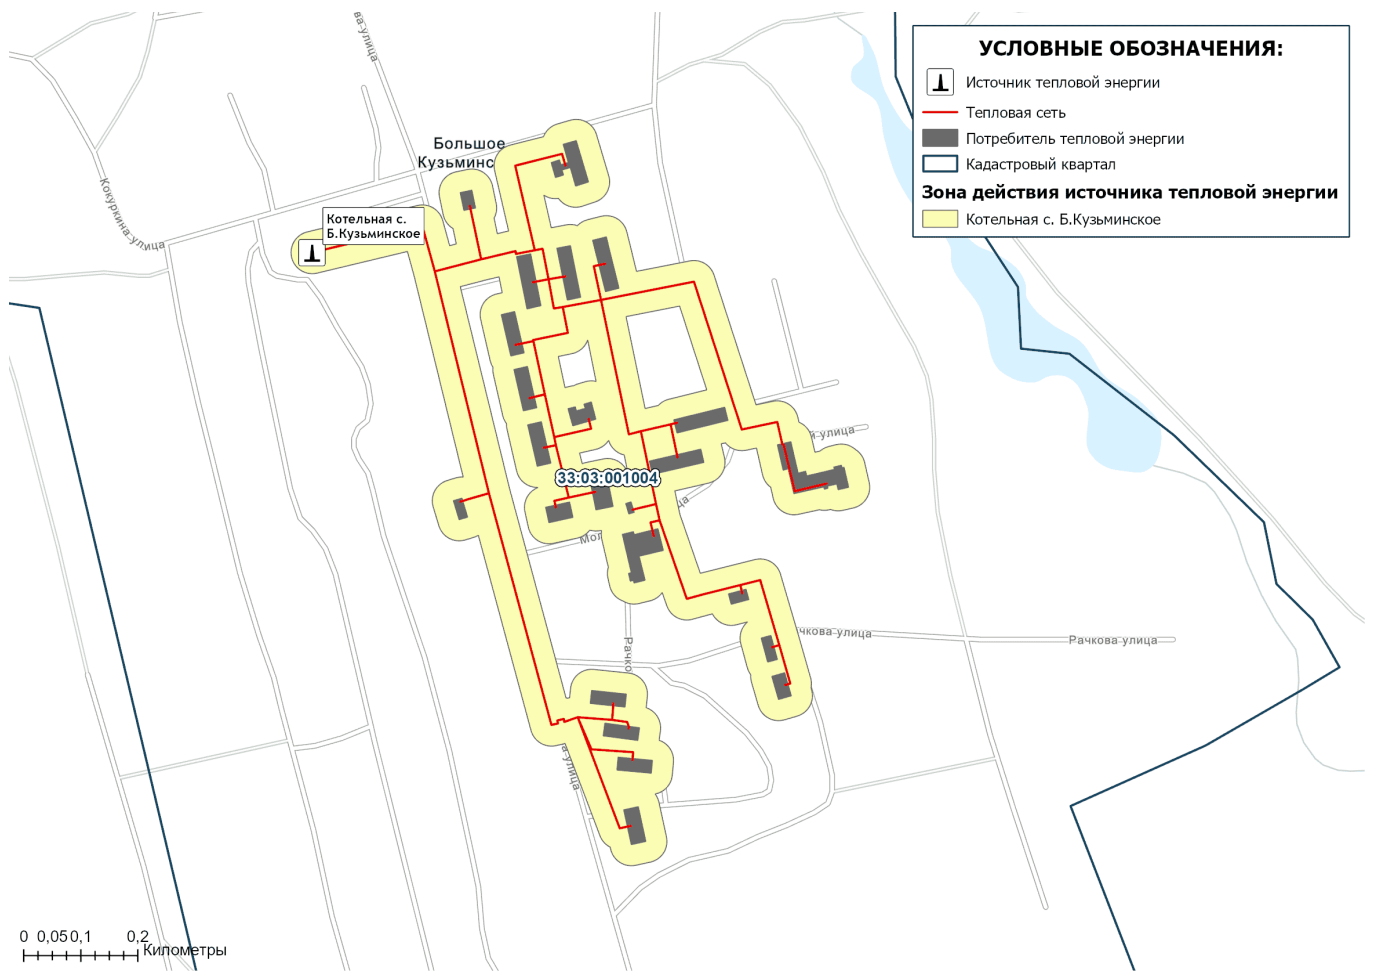 ва улица
УСЛОВНЫЕ ОБОЗНАЧЕНИЯ:
Источник тепловой энергии
Тепловая сеть
Потребитель тепловой энергии
Кадастровый квартал
Зона действия источника тепловой энергии
Котельная с. Б.Кузьминское
Большое
Кузьминс
Кокуркина улица
Котельная с.
Б.Кузьминское
й улица
33:03:001004
ца
Мол
Рачко
чкова улица
Рачкова улица
а улица
0 0,05 0,1 0,2
Километры